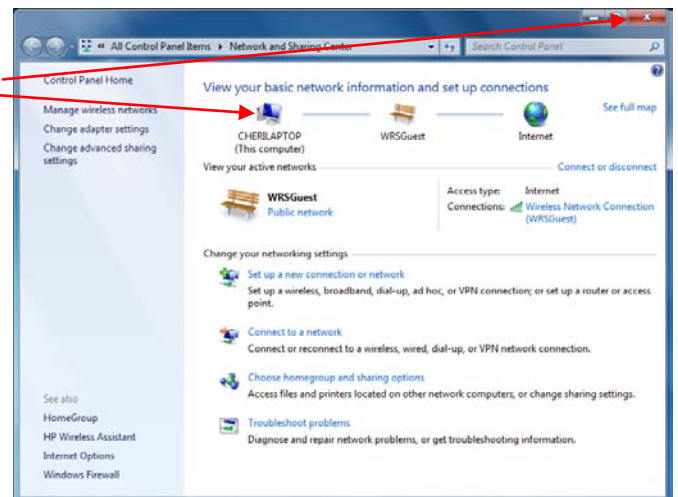 « All Control Panel Items ▸ Network and Sharing Center
Search Control Panel
Control Panel Home
Manage wireless networks
Change adapter settings
Change advanced sharing
settings
See also
HomeGroup
HP Wireless Assistant
Internet Options
Windows Firewall
View your basic network information and set up connections
See full map
CHERILAPTOP
(This computer)
WRSGuest
Internet
View your active networks
Connect or disconnect
WRSGuest
Public network
Access type: Internet
Connections: Wireless Network Connection
(WRSGuest)
Change your networking settings
Set up a new connection or network
Set up a wireless, broadband, dial-up, ad hoc, or VPN connection; or set up a router or access
point.
Connect to a network
Connect or reconnect to a wireless, wired, dial-up, or VPN network connection.
Choose homegroup and sharing options
Access files and printers located on other network computers, or change sharing settings.
Troubleshoot problems
Diagnose and repair network problems, or get troubleshooting information.